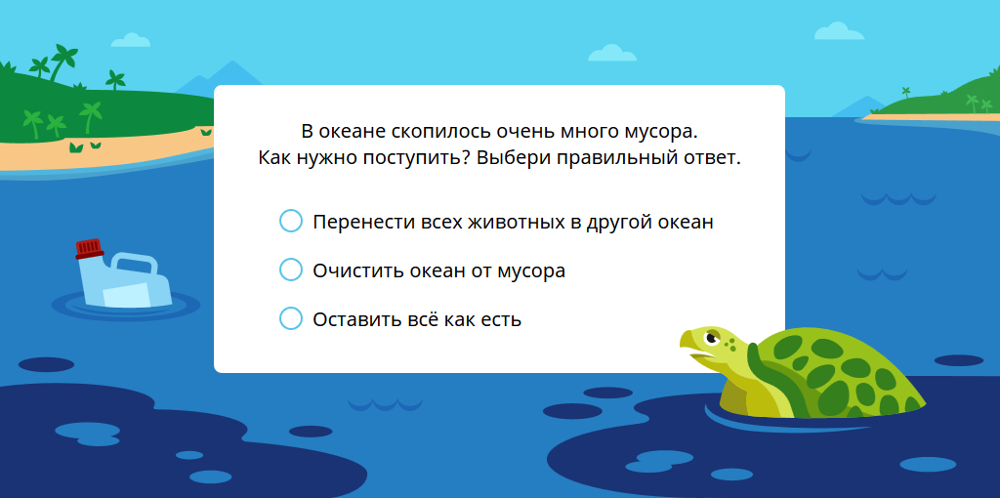 В океане скопилось очень много мусора.
Как нужно поступить? Выбери правильный ответ.
Перенести всех животных в другой океан
Очистить океан от мусора
Оставить всё как есть